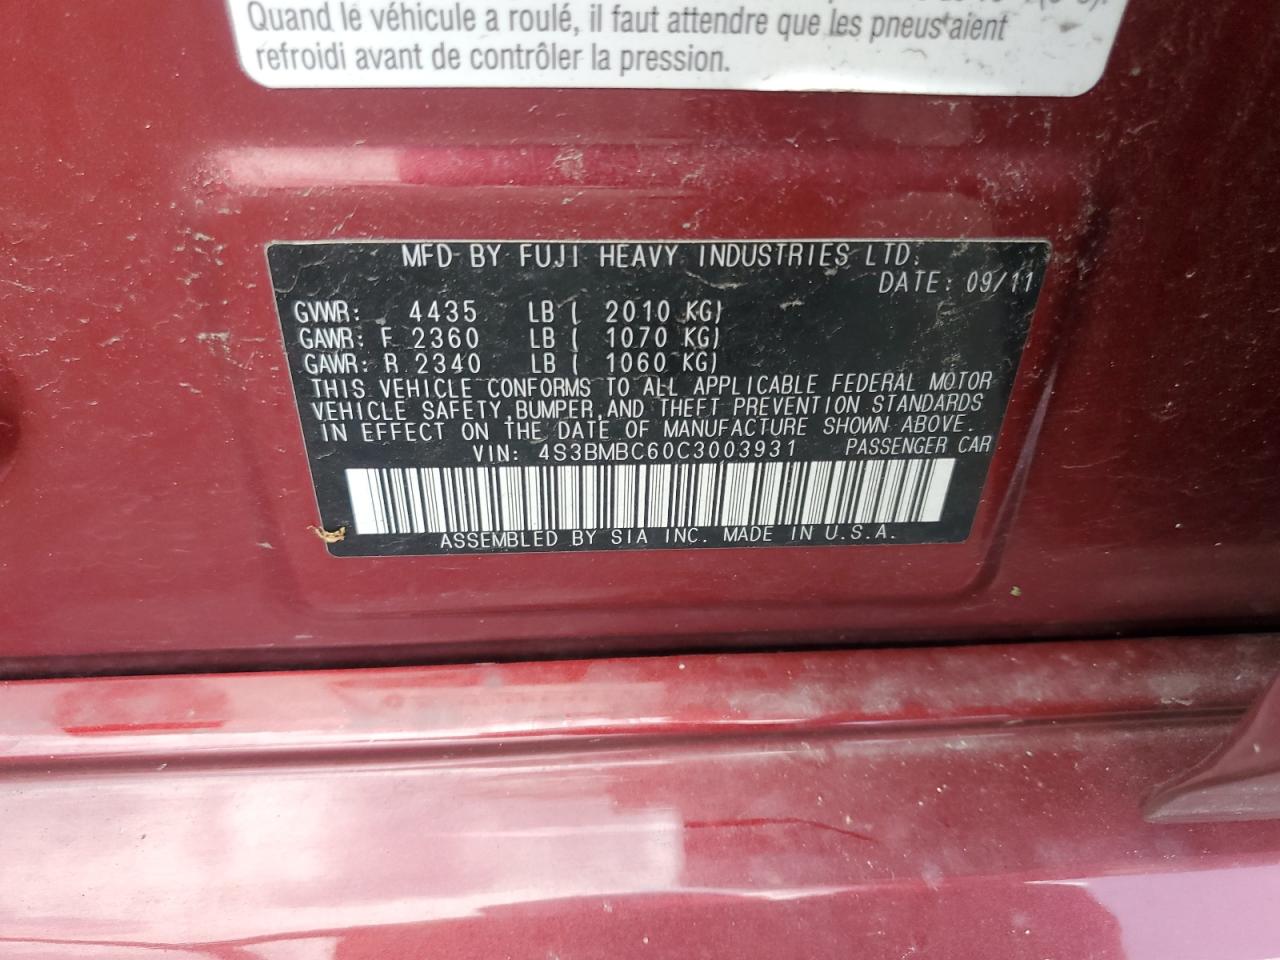 Quand le véhicule a roulé, il faut attendre que les pneus aient
refroidi avant de contrôler la pression.
MFD BY FUJI HEAVY INDUSTRIES LTD.
DATE: 09/11
GVWR: 4435 LB ( 2010 KG)
GAWR: F 2360 LB ( 1070 KG)
GAWR: R 2340 LB ( 1060 KG)
THIS VEHICLE CONFORMS TO ALL APPLICABLE FEDERAL MOTOR
VEHICLE SAFETY, BUMPER, AND THEFT PREVENTION STANDARDS
IN EFFECT ON THE DATE OF MANUFACTURE SHOWN ABOVE.
VIN: 4S3BMBC60C3003931 PASSENGER CAR
ASSEMBLED BY SIA INC. MADE IN U.S.A.